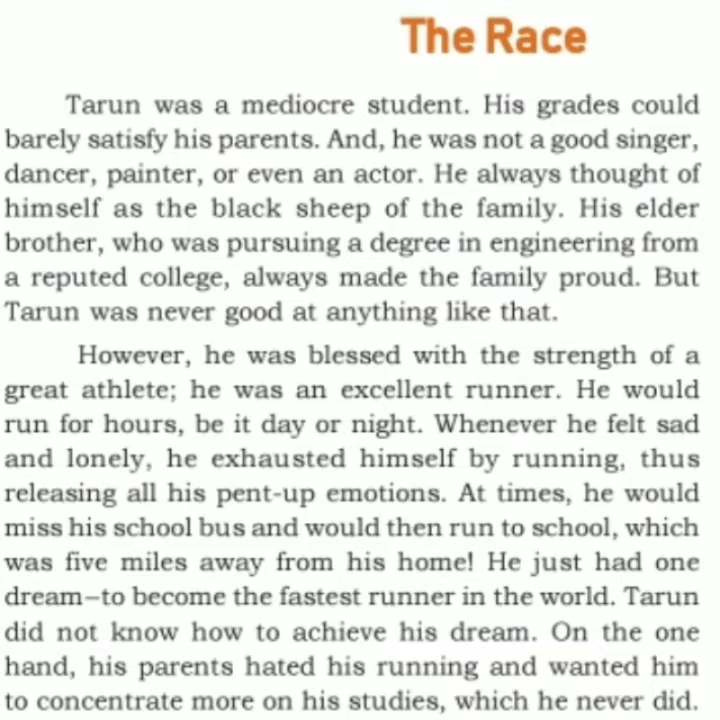 The Race
Tarun was a mediocre student. His grades could
barely satisfy his parents. And, he was not a good singer,
dancer, painter, or even an actor. He always thought of
himself as the black sheep of the family. His elder
brother, who was pursuing a degree in engineering from
a reputed college, always made the family proud. But
Tarun was never good at anything like that.
However, he was blessed with the strength of a
great athlete; he was an excellent runner. He would
run for hours, be it day or night. Whenever he felt sad
and lonely, he exhausted himself by running, thus
releasing all his pent-up emotions. At times, he would
miss his school bus and would then run to school, which
was five miles away from his home! He just had one
dream–to become the fastest runner in the world. Tarun
did not know how to achieve his dream. On the one
hand, his parents hated his running and wanted him
to concentrate more on his studies, which he never did.